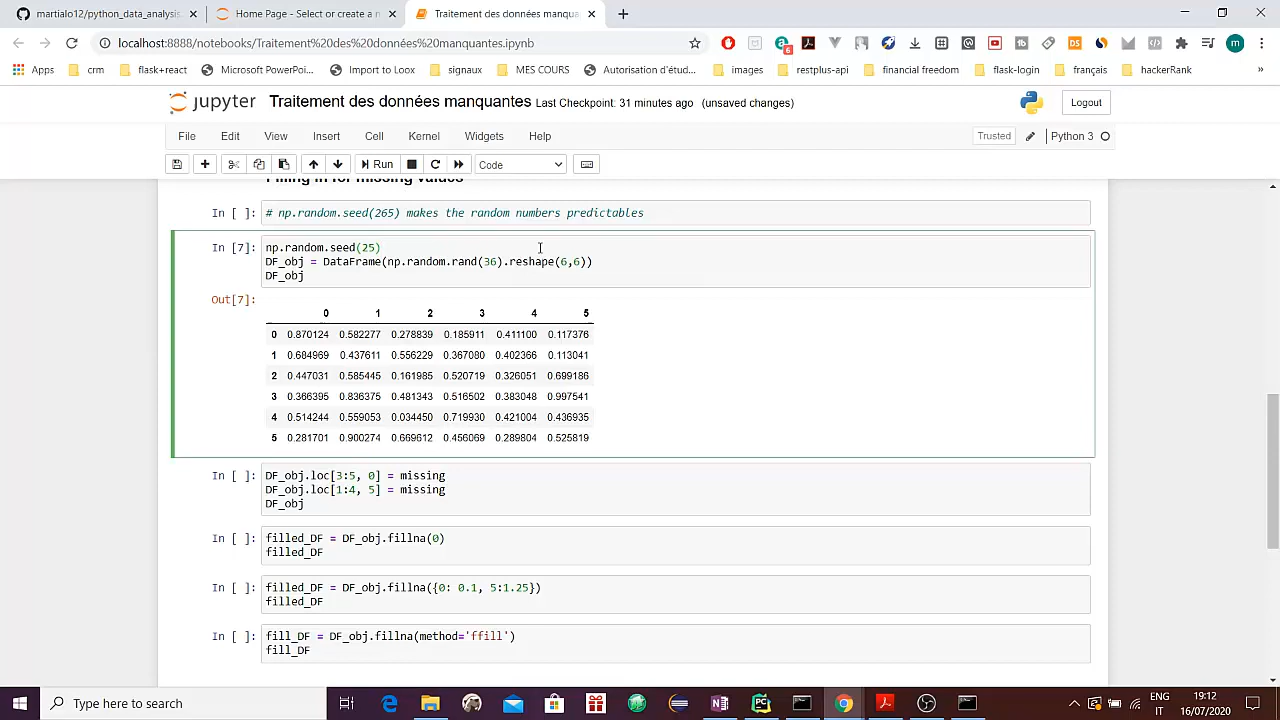 martialo12/python_data_analysis
Home Page - Select or create a n
Traitement des données manqua
localhost:8888/notebooks/Traitement%20des%20données%20manquantes.ipynb
Apps
crm
flask+react
Microsoft PowerPoi...
Import to Loox
signaux
MES COURS
Autorisation d'étud...
images
restplus-api
financial freedom
flask-login
français
hackerRank
»
jupyter Traitement des données manquantes Last Checkpoint: 31 minutes ago (unsaved changes)
Logout
File Edit View Insert Cell Kernel Widgets Help
Trusted
Python 3
Run
Code
Filling in for missing values
In [ ]: # np.random.seed(265) makes the random numbers predictables
In [7]: np.random.seed(25)
DF_obj = DataFrame(np.random.rand(36).reshape(6,6))
DF_obj
Out[7]:
0 1 2 3 4 5
0 0.870124 0.582277 0.278839 0.185911 0.411100 0.117376
1 0.684969 0.437611 0.556229 0.367080 0.402366 0.113041
2 0.447031 0.585445 0.161985 0.520719 0.326051 0.699186
3 0.366395 0.836375 0.481343 0.516502 0.383048 0.997541
4 0.514244 0.559053 0.034450 0.719930 0.421004 0.436935
5 0.281701 0.900274 0.669612 0.456069 0.289804 0.525819
In [ ]: DF_obj.loc[3:5, 0] = missing
DF_obj.loc[1:4, 5] = missing
DF_obj
In [ ]: filled_DF = DF_obj.fillna(0)
filled_DF
In [ ]: filled_DF = DF_obj.fillna({0: 0.1, 5:1.25})
filled_DF
In [ ]: fill_DF = DF_obj.fillna(method='ffill')
fill_DF
Type here to search
ENG
IT
19:12
16/07/2020